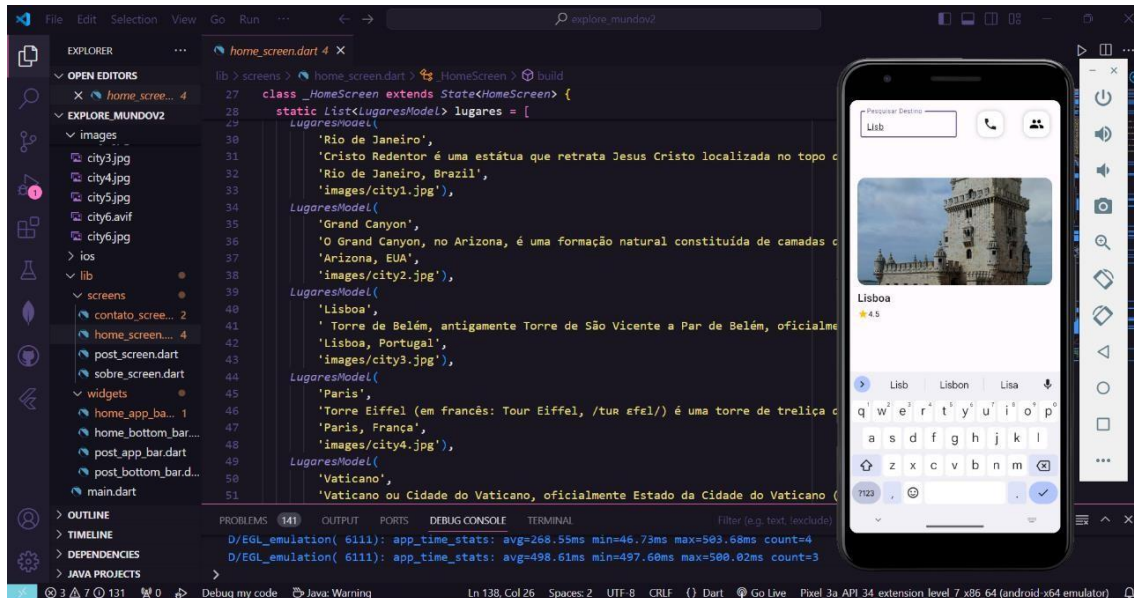 File Edit Selection View Go Run ··· explore_mundov2
EXPLORER
OPEN EDITORS
home_scree... 4
EXPLORE_MUNDOV2
images
city3.jpg
city4.jpg
city5.jpg
city6.avif
city6.jpg
ios
lib
screens
contato_scree... 2
home_screen.... 4
post_screen.dart
sobre_screen.dart
widgets
home_app_ba... 1
home_bottom_bar....
post_app_bar.dart
post_bottom_bar.d...
main.dart
OUTLINE
TIMELINE
DEPENDENCIES
JAVA PROJECTS
1
home_screen.dart 4
lib > screens > home_screen.dart > _HomeScreen > build
27 class _HomeScreen extends State<HomeScreen> {
28 static List<LugaresModel> lugares = [
29 LugaresModel(
30 'Rio de Janeiro',
31 'Cristo Redentor é uma estátua que retrata Jesus Cristo localizada no topo
32 'Rio de Janeiro, Brazil',
33 'images/city1.jpg'),
34 LugaresModel(
35 'Grand Canyon',
36 'O Grand Canyon, no Arizona, é uma formação natural constituída de camadas
37 'Arizona, EUA',
38 'images/city2.jpg'),
39 LugaresModel(
40 'Lisboa',
41 ' Torre de Belém, antigamente Torre de São Vicente a Par de Belém, oficialme
42 'Lisboa, Portugal',
43 'images/city3.jpg'),
44 LugaresModel(
45 'Paris',
46 'Torre Eiffel (em francês: Tour Eiffel, /tuʀ ɛfɛl/) é uma torre de treliça
47 'Paris, França',
48 'images/city4.jpg'),
49 LugaresModel(
50 'Vaticano',
51 'Vaticano ou Cidade do Vaticano, oficialmente Estado da Cidade do Vaticano (
PROBLEMS 141 OUTPUT PORTS DEBUG CONSOLE TERMINAL Filter (e.g. text, !exclude)
D/EGL_emulation( 6111): app_time_stats: avg=268.55ms min=46.73ms max=503.68ms count=4
D/EGL_emulation( 6111): app_time_stats: avg=498.61ms min=497.60ms max=500.02ms count=3
>
Pesquisar Destino
Lisb
Lisboa
4.5
Lisb Lisbon Lisa
q w e r t y u i o p
a s d f g h j k l
z x c v b n m
?123 , .
3 7 131 0 Debug my code Java: Warning Ln 138, Col 26 Spaces: 2 UTF-8 CRLF {} Dart Go Live Pixel 3a API 34 extension level 7 x86 64 (android-x64 emulator)